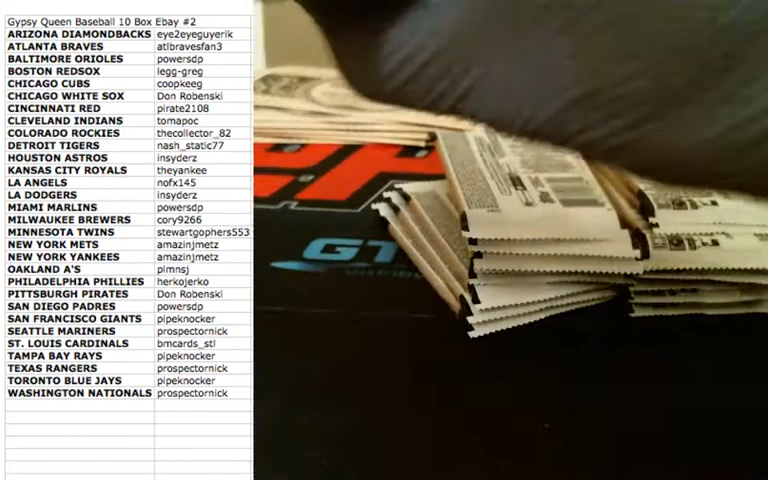 Gypsy Queen Baseball 10 Box Ebay #2
ARIZONA DIAMONDBACKS eye2eyeguyerik
ATLANTA BRAVES atlbravesfan3
BALTIMORE ORIOLES powersdp
BOSTON REDSOX legg-greg
CHICAGO CUBS coopkeeg
CHICAGO WHITE SOX Don Robenski
CINCINNATI RED pirate2108
CLEVELAND INDIANS tomapoc
COLORADO ROCKIES thecollector_82
DETROIT TIGERS nash_static77
HOUSTON ASTROS insyderz
KANSAS CITY ROYALS theyankee
LA ANGELS nofx145
LA DODGERS insyderz
MIAMI MARLINS powersdp
MILWAUKEE BREWERS cory9266
MINNESOTA TWINS stewartgophers553
NEW YORK METS amazinjmetz
NEW YORK YANKEES amazinjmetz
OAKLAND A'S plmnsj
PHILADELPHIA PHILLIES herkojerko
PITTSBURGH PIRATES Don Robenski
SAN DIEGO PADRES powersdp
SAN FRANCISCO GIANTS pipeknocker
SEATTLE MARINERS prospectornick
ST. LOUIS CARDINALS bmcards_stl
TAMPA BAY RAYS pipeknocker
TEXAS RANGERS prospectornick
TORONTO BLUE JAYS pipeknocker
WASHINGTON NATIONALS prospectornick
GT